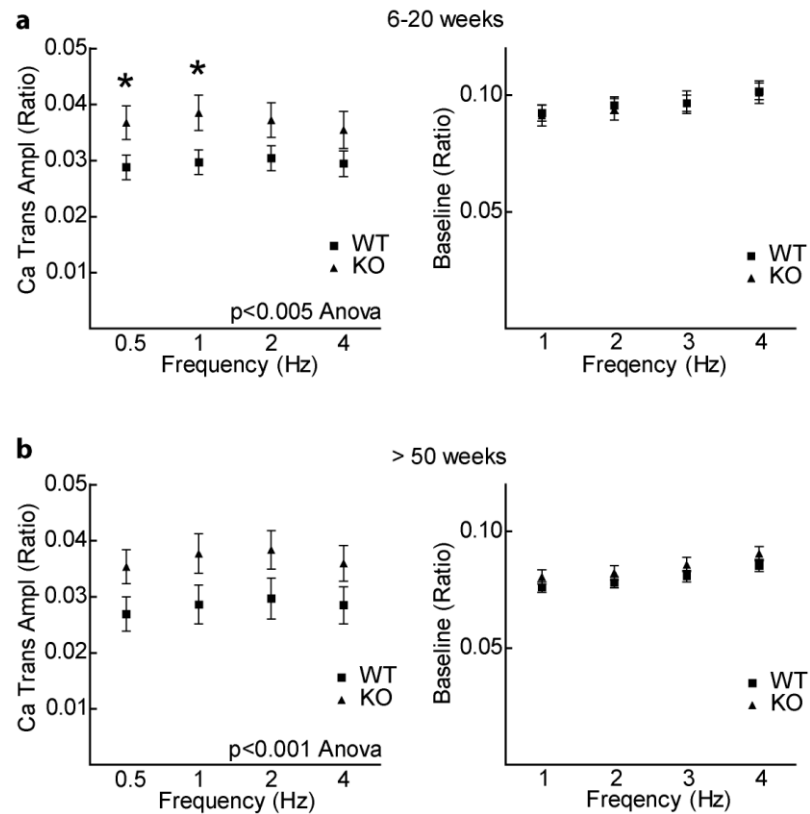 a
6-20 weeks
Ca Trans Ampl (Ratio)
0.05
0.04
0.03
0.02
0.01
* *
WT
KO
p<0.005 Anova
0.5 1 2 4
Frequency (Hz)
Baseline (Ratio)
0.10
0.05
WT
KO
1 2 3 4
Freqency (Hz)
b
> 50 weeks
Ca Trans Ampl (Ratio)
0.05
0.04
0.03
0.02
0.01
WT
KO
p<0.001 Anova
0.5 1 2 4
Frequency (Hz)
Baseline (Ratio)
0.10
0.05
WT
KO
1 2 3 4
Freqency (Hz)